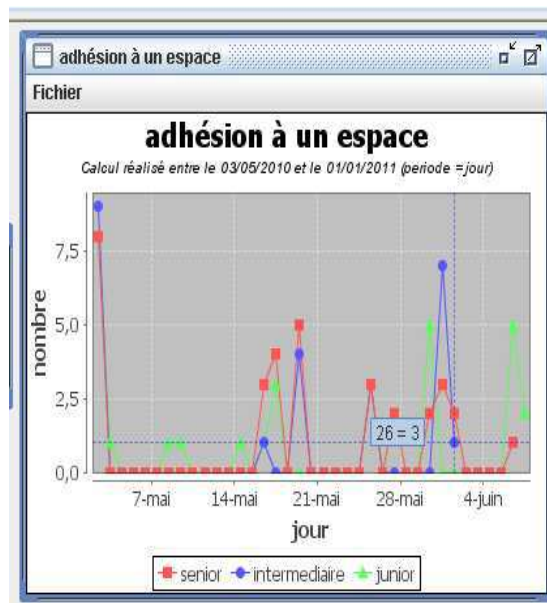 adhésion à un espace
Fichier
adhésion à un espace
Calcul réalisé entre le 03/05/2010 et le 01/01/2011 (periode =jour)
nombre
7,5
5,0
2,5
0,0
26 = 3
7-mai 14-mai 21-mai 28-mai 4-juin
jour
senior intermediaire junior